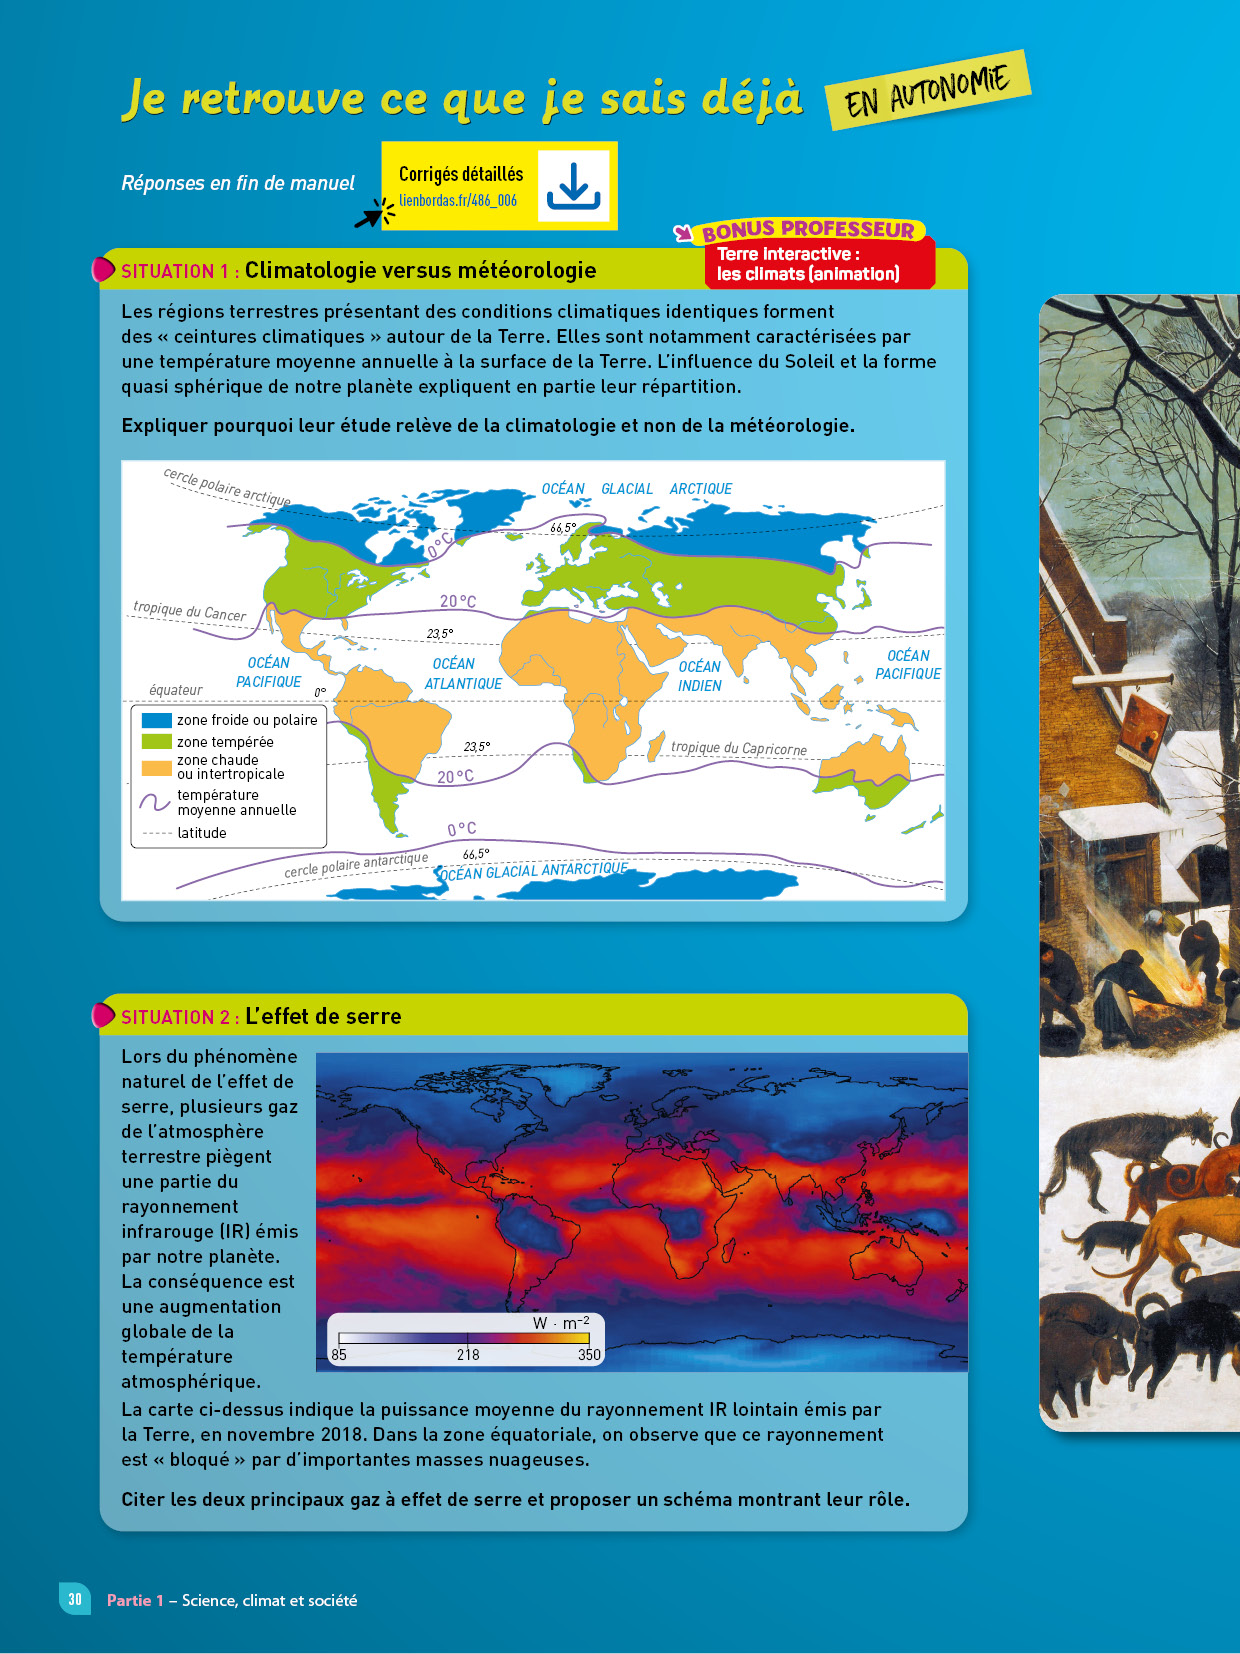 Je retrouve ce que je sais déjà
EN AUTONOMIE
Réponses en fin de manuel
Corrigés détaillés
lienbordas.fr/486_006
BONUS PROFESSEUR
Terre interactive :
les climats (animation)
SITUATION 1 : Climatologie versus météorologie
Les régions terrestres présentant des conditions climatiques identiques forment
des « ceintures climatiques » autour de la Terre. Elles sont notamment caractérisées par
une température moyenne annuelle à la surface de la Terre. L'influence du Soleil et la forme
quasi sphérique de notre planète expliquent en partie leur répartition.
Expliquer pourquoi leur étude relève de la climatologie et non de la météorologie.
cercle polaire arctique
OCÉAN GLACIAL ARCTIQUE
66,5°
0 °C
20 °C
tropique du Cancer
23,5°
OCÉAN
PACIFIQUE
OCÉAN
ATLANTIQUE
OCÉAN
INDIEN
OCÉAN
PACIFIQUE
équateur
0°
zone froide ou polaire
zone tempérée
zone chaude
ou intertropicale
température
moyenne annuelle
latitude
23,5°
tropique du Capricorne
20 °C
0 °C
cercle polaire antarctique
66,5°
OCÉAN GLACIAL ANTARCTIQUE
SITUATION 2 : L'effet de serre
Lors du phénomène
naturel de l'effet de
serre, plusieurs gaz
de l'atmosphère
terrestre piègent
une partie du
rayonnement
infrarouge (IR) émis
par notre planète.
La conséquence est
une augmentation
globale de la
température
atmosphérique.
W · m⁻²
85
218
350
La carte ci-dessus indique la puissance moyenne du rayonnement IR lointain émis par
la Terre, en novembre 2018. Dans la zone équatoriale, on observe que ce rayonnement
est « bloqué » par d'importantes masses nuageuses.
Citer les deux principaux gaz à effet de serre et proposer un schéma montrant leur rôle.
30
Partie 1 – Science, climat et société